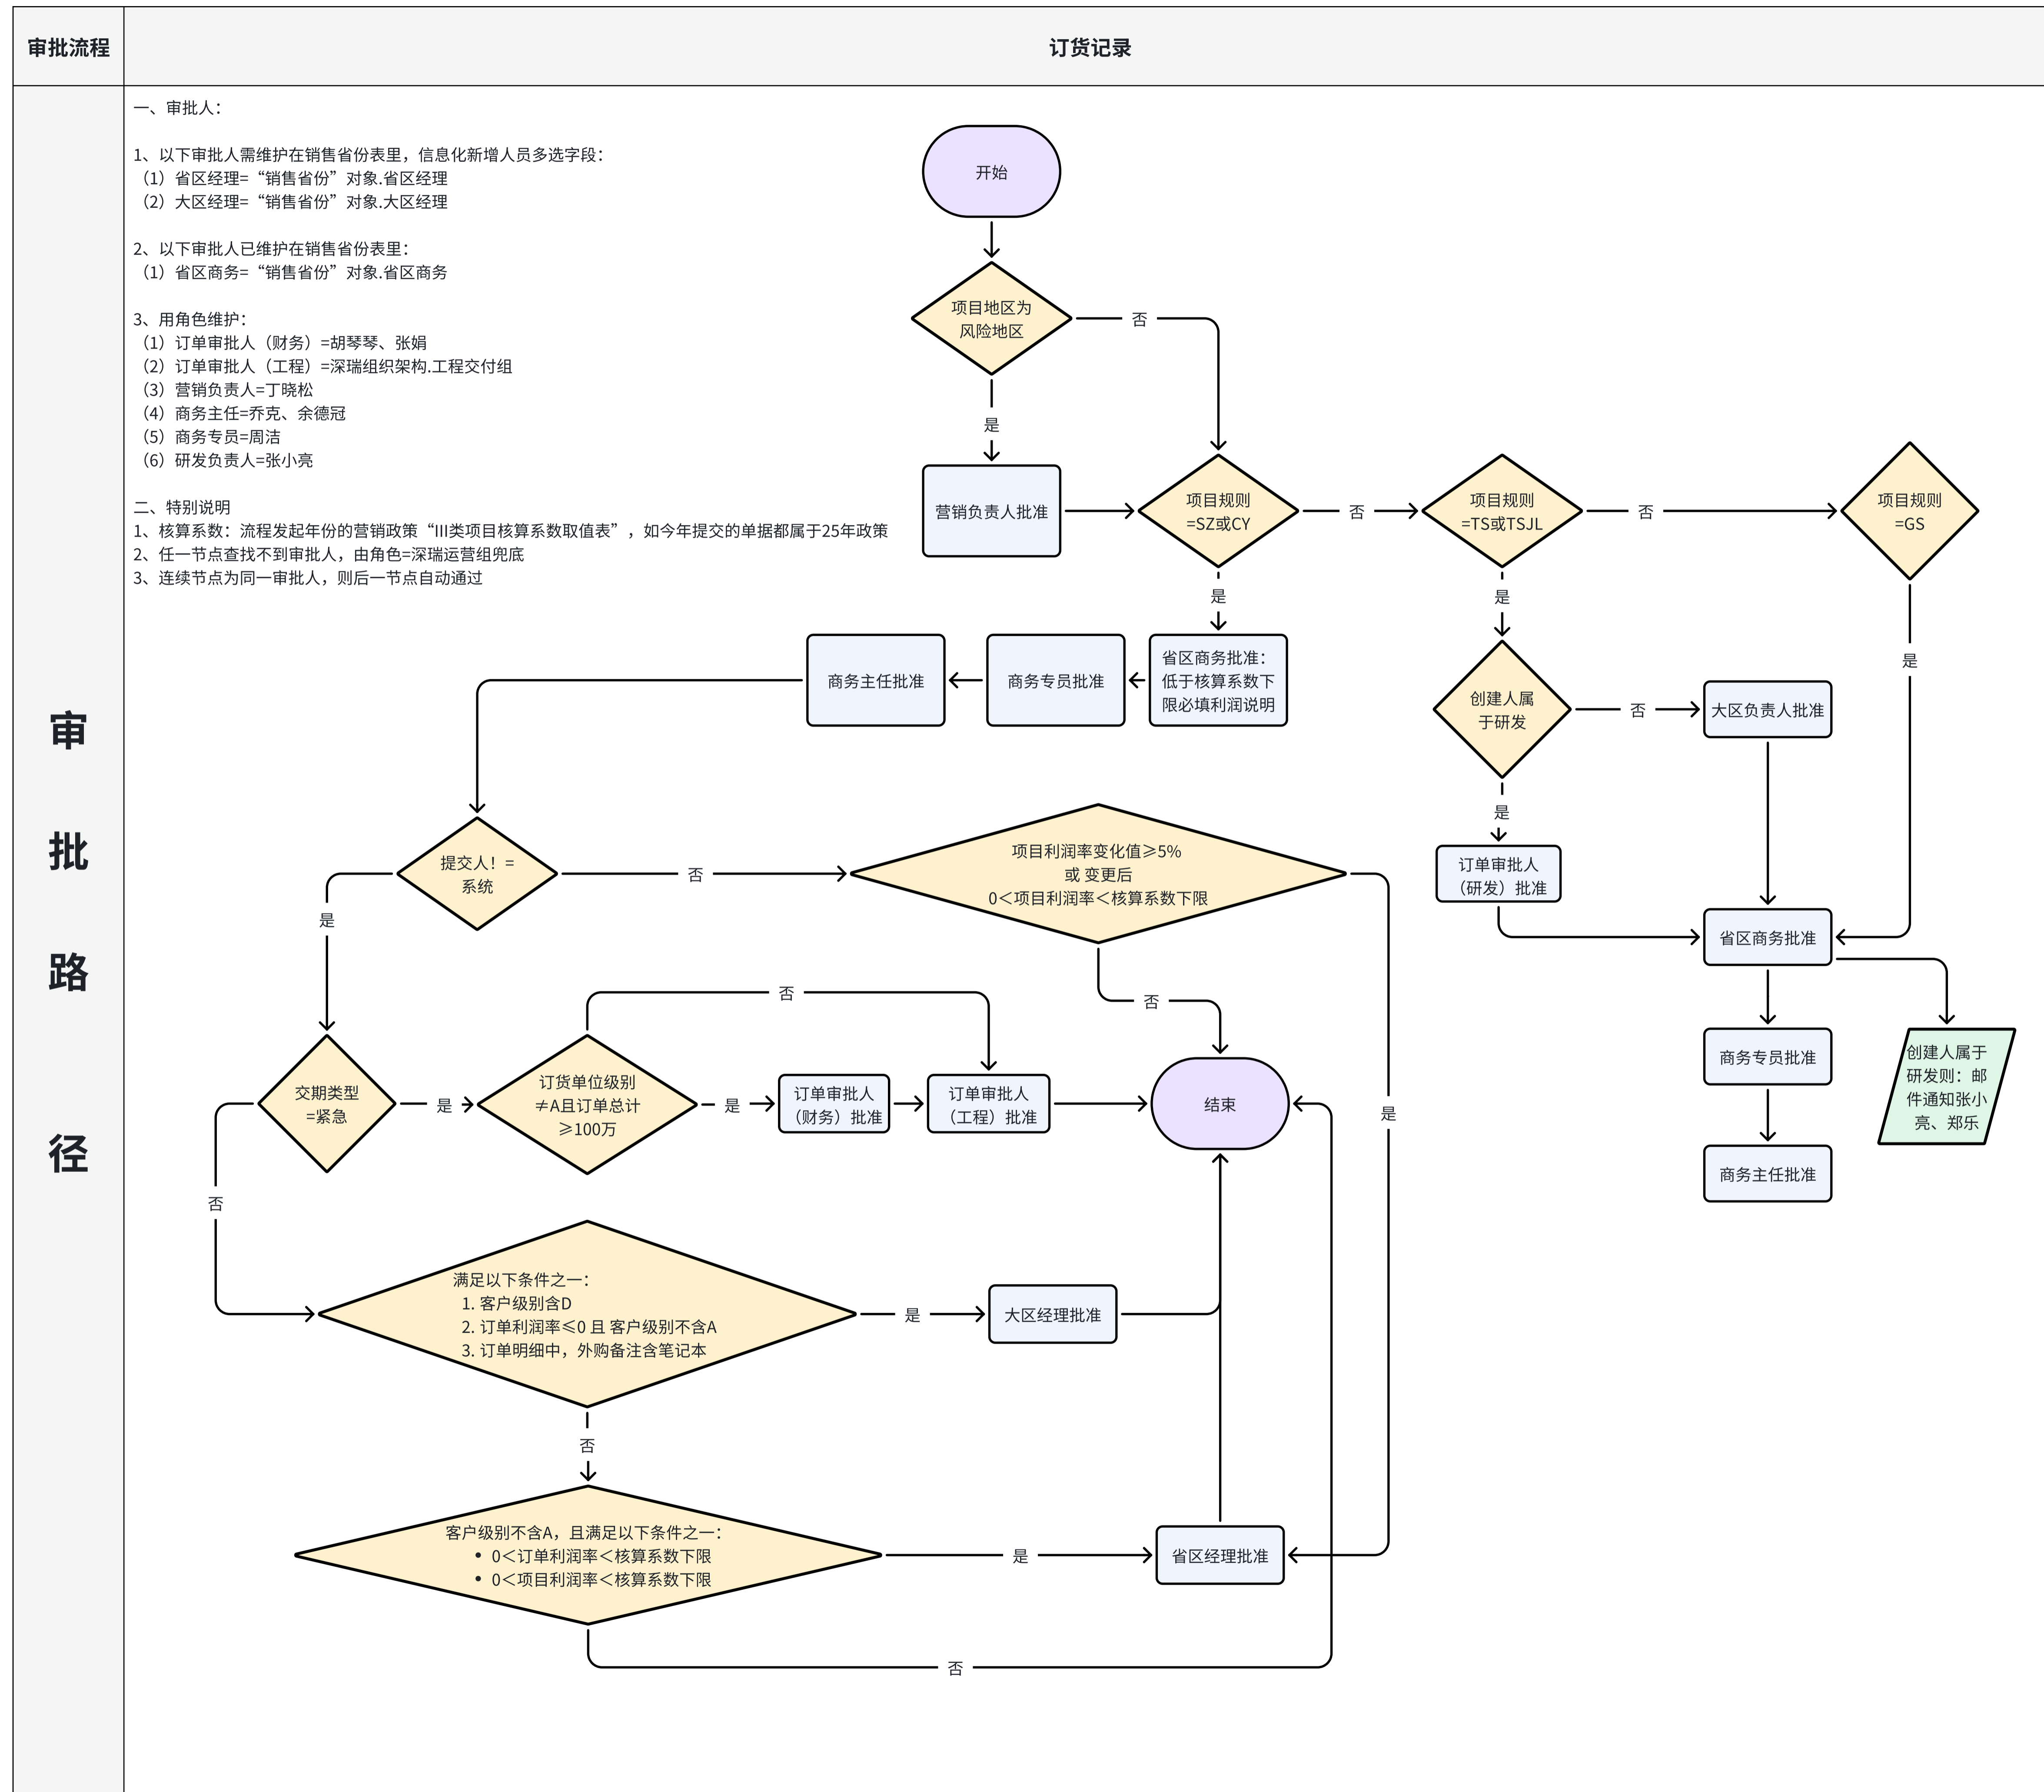 审批流程
订货记录
审
批
路
径
一、审批人：
1、以下审批人需维护在销售省份表里，信息化新增人员多选字段：
（1）省区经理=“销售省份”对象.省区经理
（2）大区经理=“销售省份”对象.大区经理
2、以下审批人已维护在销售省份表里：
（1）省区商务=“销售省份”对象.省区商务
3、用角色维护：
（1）订单审批人（财务）=胡琴琴、张娟
（2）订单审批人（工程）=深瑞组织架构.工程交付组
（3）营销负责人=丁晓松
（4）商务主任=乔克、余德冠
（5）商务专员=周洁
（6）研发负责人=张小亮
二、特别说明
1、核算系数：流程发起年份的营销政策“III类项目核算系数取值表”，如今年提交的单据都属于25年政策
2、任一节点查找不到审批人，由角色=深瑞运营组兜底
3、连续节点为同一审批人，则后一节点自动通过
开始
项目地区为
风险地区
否
是
营销负责人批准
项目规则
=SZ或CY
否
项目规则
=TS或TSJL
否
项目规则
=GS
是
是
是
商务主任批准
商务专员批准
省区商务批准：
低于核算系数下
限必填利润说明
创建人属
于研发
否
大区负责人批准
是
订单审批人
（研发）批准
省区商务批准
商务专员批准
商务主任批准
创建人属于
研发则：邮
件通知张小
亮、郑乐
提交人！=
系统
否
是
项目利润率变化值≥5%
或 变更后
0＜项目利润率＜核算系数下限
否
是
交期类型
=紧急
是
否
订货单位级别
≠A且订单总计
≥100万
否
是
订单审批人
（财务）批准
订单审批人
（工程）批准
结束
满足以下条件之一：
1. 客户级别含D
2. 订单利润率≤0 且 客户级别不含A
3. 订单明细中，外购备注含笔记本
是
大区经理批准
否
客户级别不含A，且满足以下条件之一：
• 0＜订单利润率＜核算系数下限
• 0＜项目利润率＜核算系数下限
是
省区经理批准
否